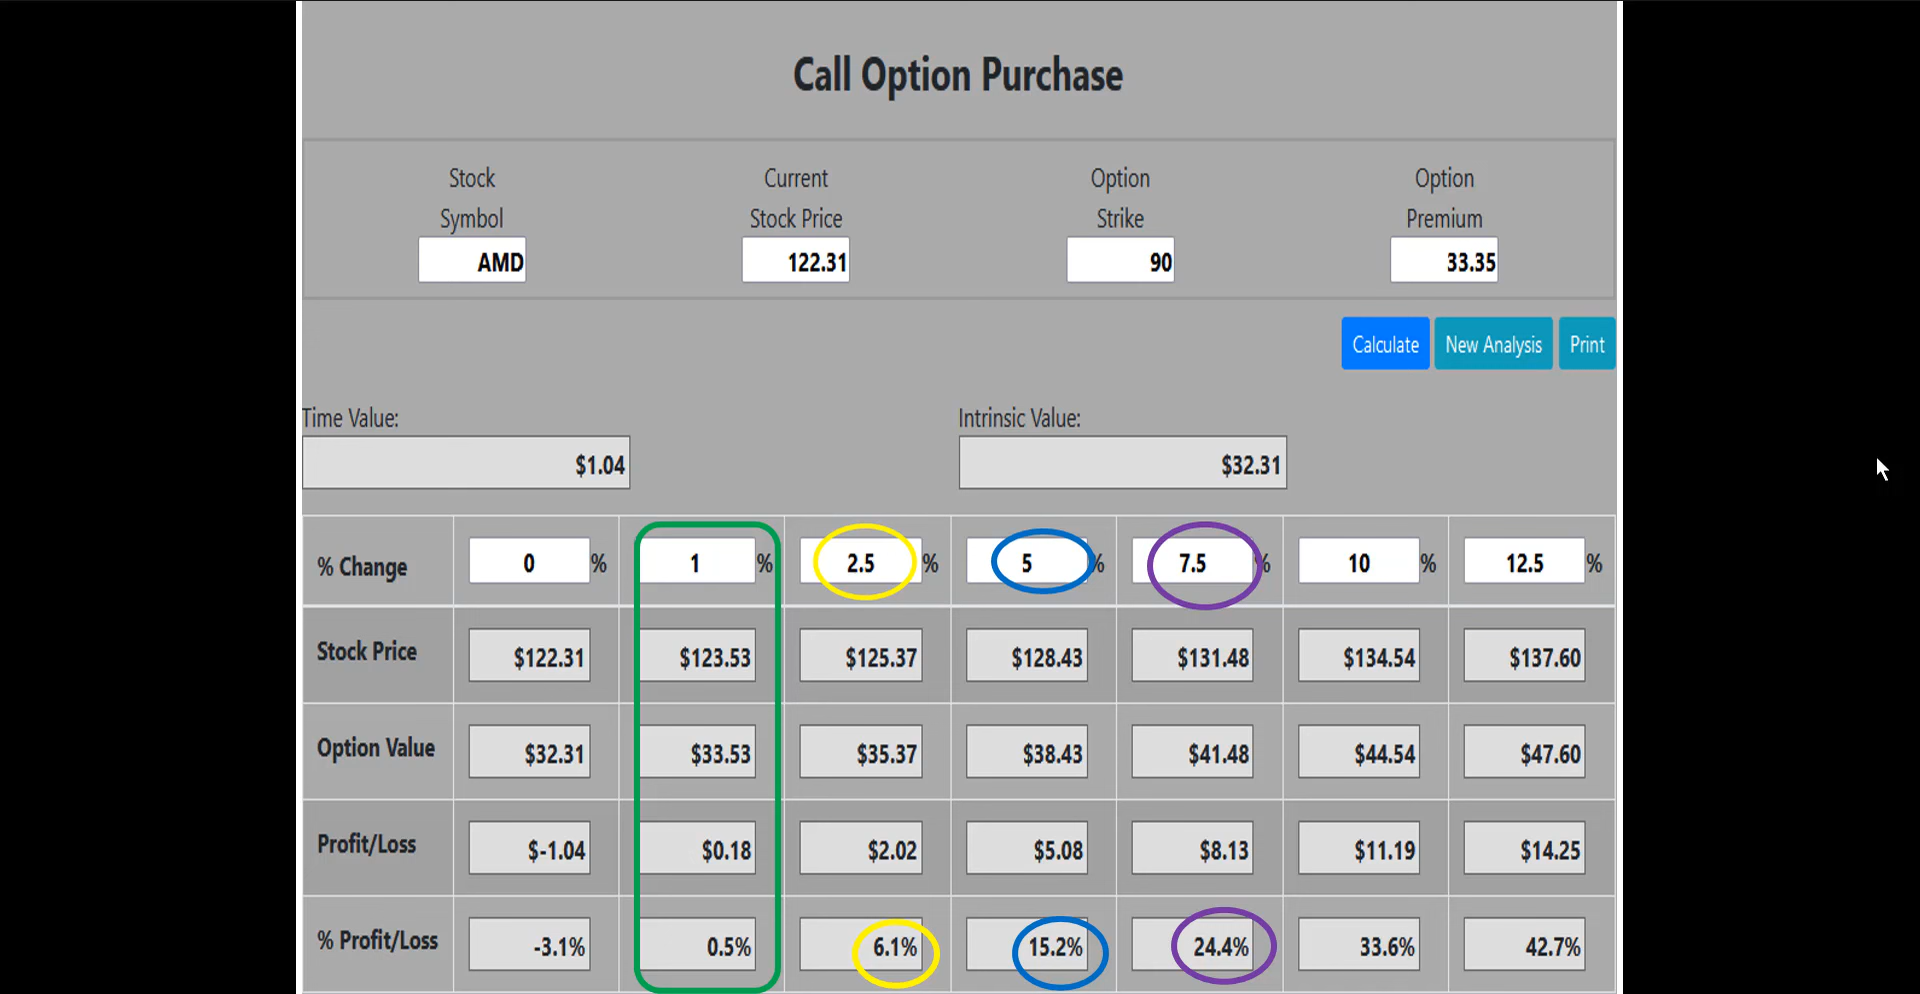 Call Option Purchase
Stock Current Option Option
Symbol Stock Price Strike Premium
AMD 122.31 90 33.35
Calculate New Analysis Print
Time Value: Intrinsic Value:
$1.04 $32.31
% Change 0 % 1 % 2.5 % 5 % 7.5 % 10 % 12.5 %
Stock Price $122.31 $123.53 $125.37 $128.43 $131.48 $134.54 $137.60
Option Value $32.31 $33.53 $35.37 $38.43 $41.48 $44.54 $47.60
Profit/Loss $-1.04 $0.18 $2.02 $5.08 $8.13 $11.19 $14.25
% Profit/Loss -3.1% 0.5% 6.1% 15.2% 24.4% 33.6% 42.7%